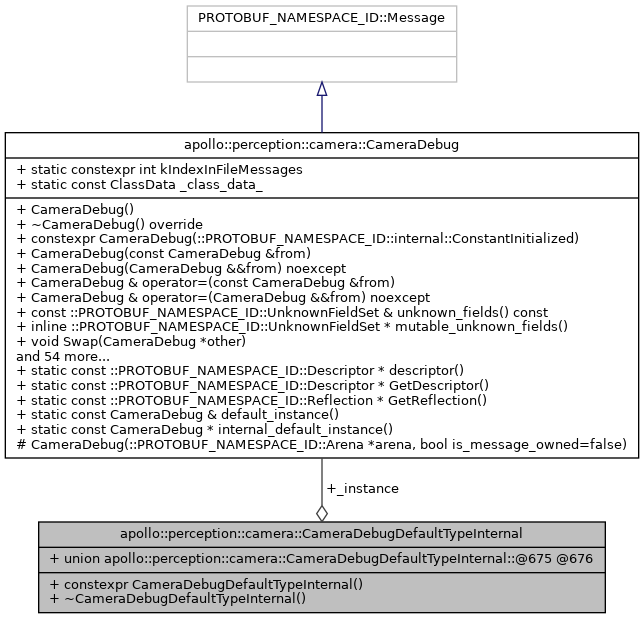 PROTOBUF_NAMESPACE_ID::Message
apollo::perception::camera::CameraDebug
+ static constexpr int kIndexInFileMessages
+ static const ClassData _class_data_
+ CameraDebug()
+ ~CameraDebug() override
+ constexpr CameraDebug(::PROTOBUF_NAMESPACE_ID::internal::ConstantInitialized)
+ CameraDebug(const CameraDebug &from)
+ CameraDebug(CameraDebug &&from) noexcept
+ CameraDebug & operator=(const CameraDebug &from)
+ CameraDebug & operator=(CameraDebug &&from) noexcept
+ const ::PROTOBUF_NAMESPACE_ID::UnknownFieldSet & unknown_fields() const
+ inline ::PROTOBUF_NAMESPACE_ID::UnknownFieldSet * mutable_unknown_fields()
+ void Swap(CameraDebug *other)
and 54 more...
+ static const ::PROTOBUF_NAMESPACE_ID::Descriptor * descriptor()
+ static const ::PROTOBUF_NAMESPACE_ID::Descriptor * GetDescriptor()
+ static const ::PROTOBUF_NAMESPACE_ID::Reflection * GetReflection()
+ static const CameraDebug & default_instance()
+ static const CameraDebug * internal_default_instance()
# CameraDebug(::PROTOBUF_NAMESPACE_ID::Arena *arena, bool is_message_owned=false)
+_instance
apollo::perception::camera::CameraDebugDefaultTypeInternal
+ union apollo::perception::camera::CameraDebugDefaultTypeInternal::@675 @676
+ constexpr CameraDebugDefaultTypeInternal()
+ ~CameraDebugDefaultTypeInternal()